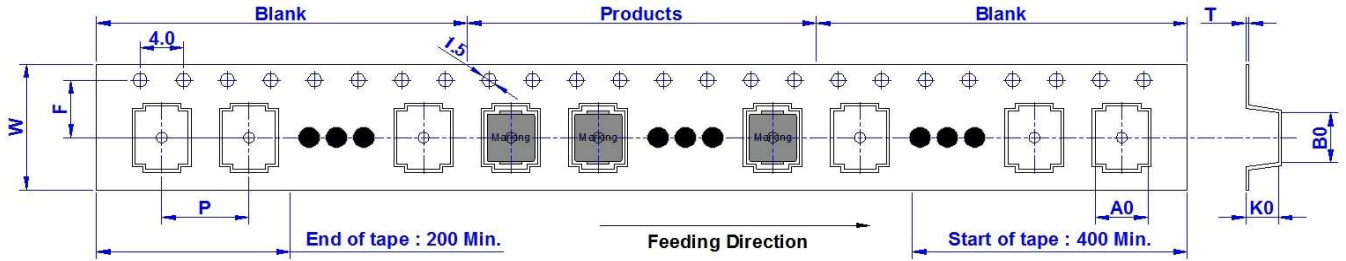 Blank Products Blank T
4.0 1.5
F
W
Marking Marking Marking
B0
P A0 K0
End of tape : 200 Min. Feeding Direction Start of tape : 400 Min.